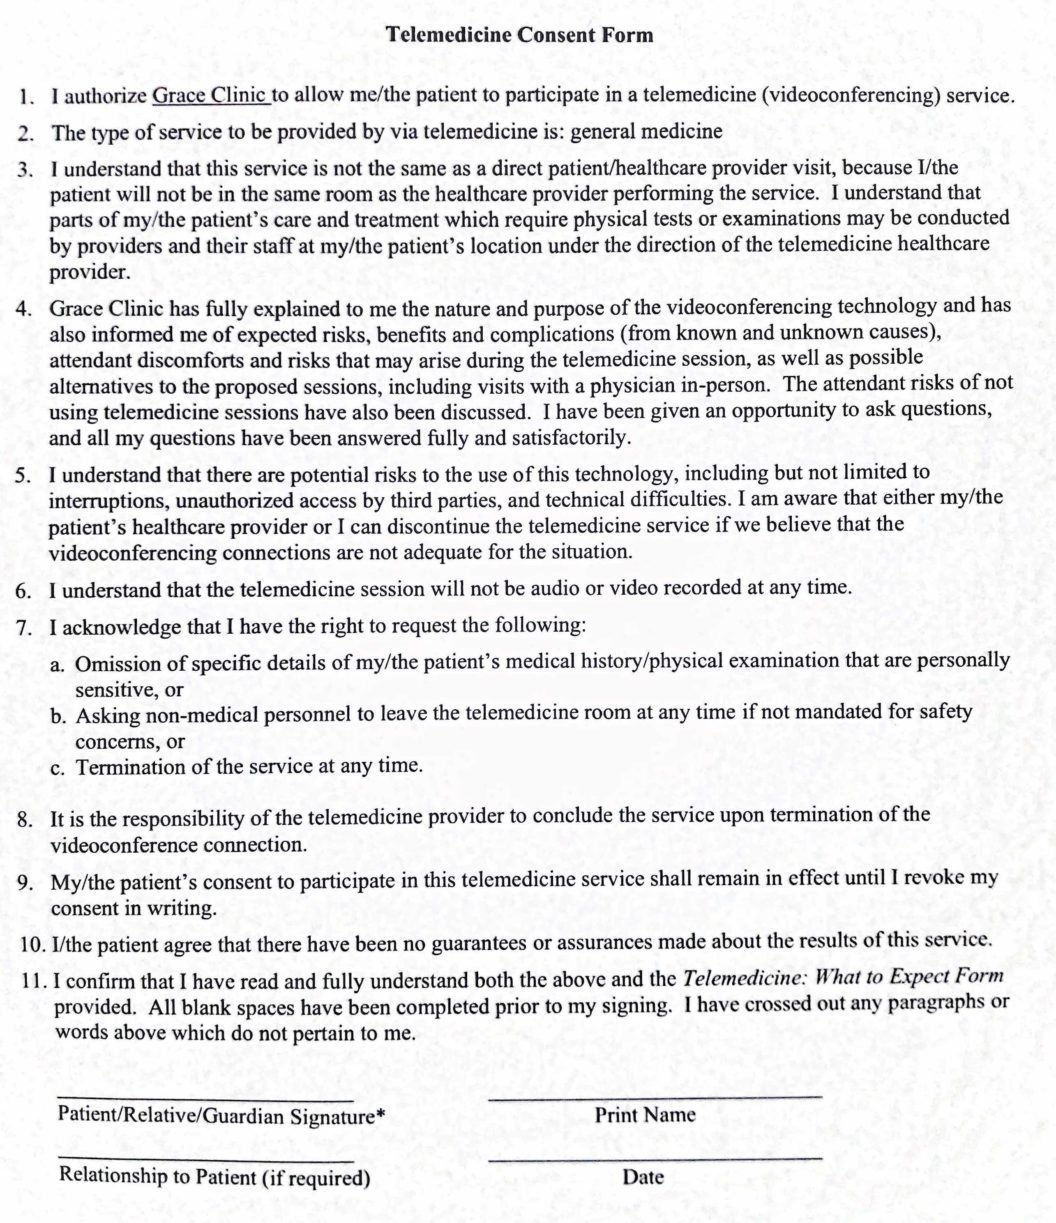 Telemedicine Consent Form
1. I authorize Grace Clinic to allow me/the patient to participate in a telemedicine (videoconferencing) service.
2. The type of service to be provided by via telemedicine is: general medicine
3. I understand that this service is not the same as a direct patient/healthcare provider visit, because I/the
patient will not be in the same room as the healthcare provider performing the service. I understand that
parts of my/the patient's care and treatment which require physical tests or examinations may be conducted
by providers and their staff at my/the patient's location under the direction of the telemedicine healthcare
provider.
4. Grace Clinic has fully explained to me the nature and purpose of the videoconferencing technology and has
also informed me of expected risks, benefits and complications (from known and unknown causes),
attendant discomforts and risks that may arise during the telemedicine session, as well as possible
alternatives to the proposed sessions, including visits with a physician in-person. The attendant risks of not
using telemedicine sessions have also been discussed. I have been given an opportunity to ask questions,
and all my questions have been answered fully and satisfactorily.
5. I understand that there are potential risks to the use of this technology, including but not limited to
interruptions, unauthorized access by third parties, and technical difficulties. I am aware that either my/the
patient's healthcare provider or I can discontinue the telemedicine service if we believe that the
videoconferencing connections are not adequate for the situation.
6. I understand that the telemedicine session will not be audio or video recorded at any time.
7. I acknowledge that I have the right to request the following:
a. Omission of specific details of my/the patient's medical history/physical examination that are personally
sensitive, or
b. Asking non-medical personnel to leave the telemedicine room at any time if not mandated for safety
concerns, or
c. Termination of the service at any time.
8. It is the responsibility of the telemedicine provider to conclude the service upon termination of the
videoconference connection.
9. My/the patient's consent to participate in this telemedicine service shall remain in effect until I revoke my
consent in writing.
10. I/the patient agree that there have been no guarantees or assurances made about the results of this service.
11. I confirm that I have read and fully understand both the above and the Telemedicine: What to Expect Form
provided. All blank spaces have been completed prior to my signing. I have crossed out any paragraphs or
words above which do not pertain to me.
Patient/Relative/Guardian Signature*
Print Name
Relationship to Patient (if required)
Date